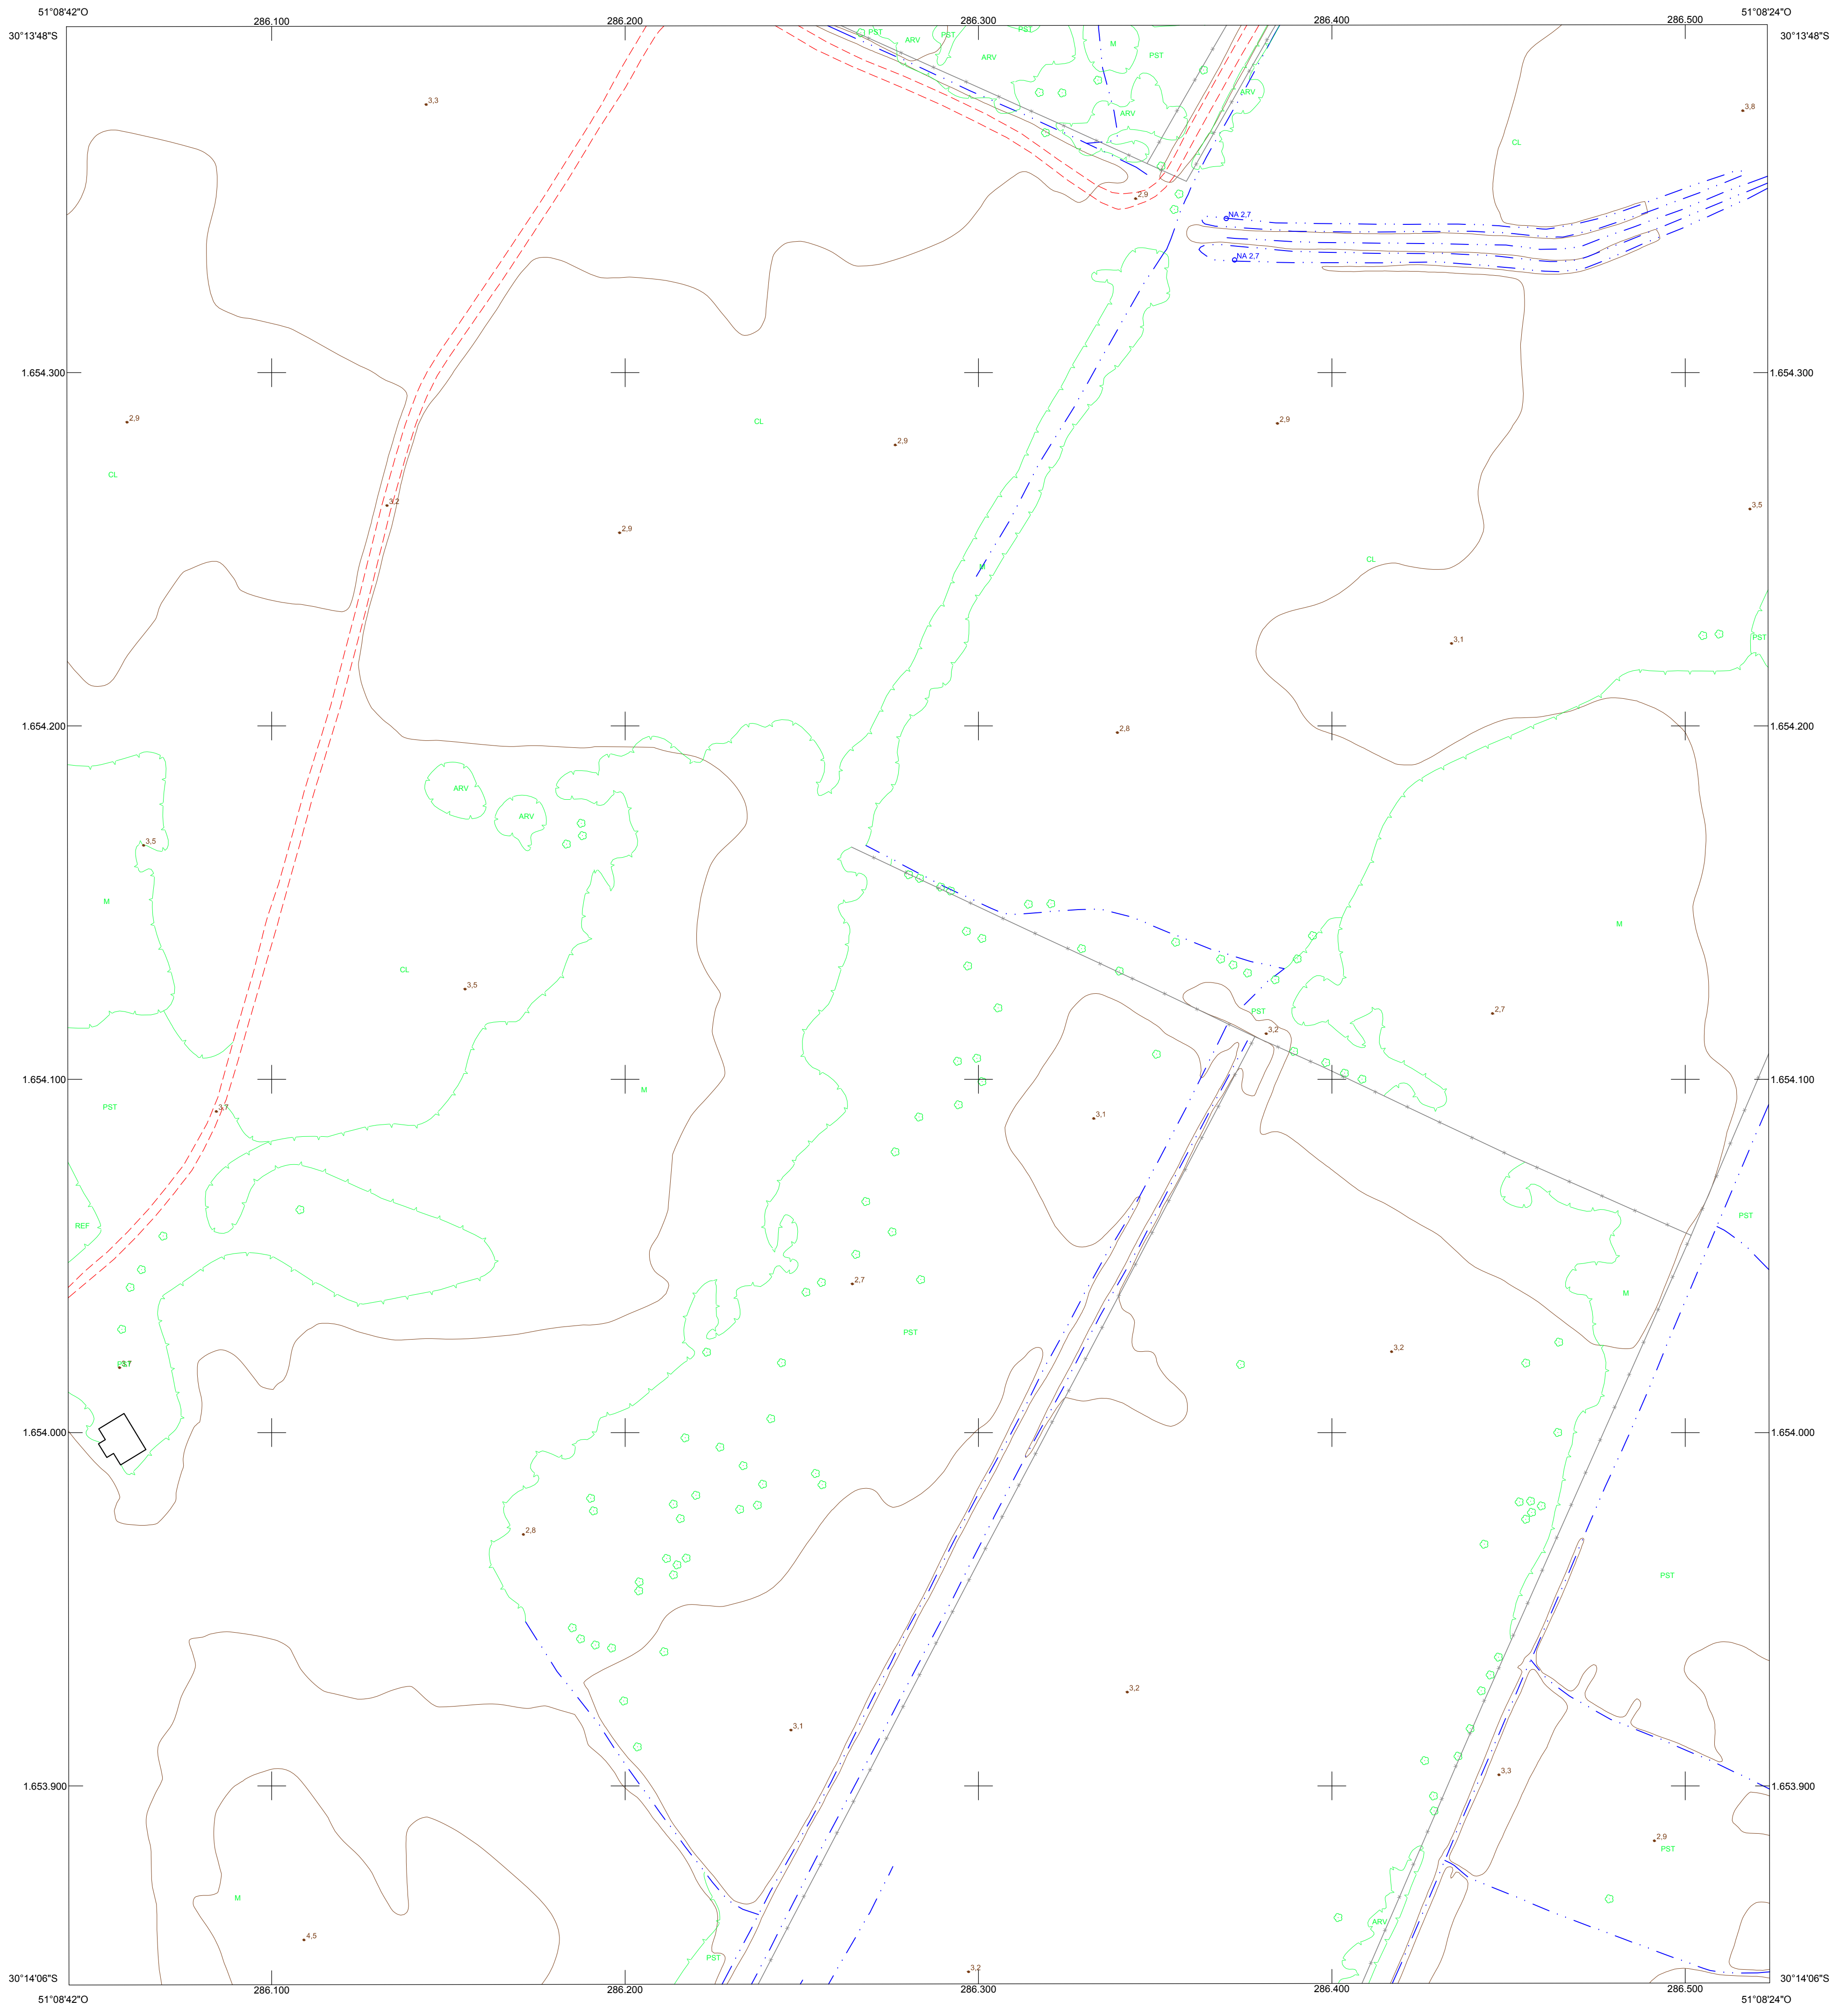 51°08'42"O
286.100
286.200
286.300
286.400
286.500
51°08'24"O
30°13'48"S
30°13'48"S
PST
ARV
PST
PST
ARV
M
PST
ARV
3,3
3,8
ARV
CL
2,9
NA 2,7
NA 2,7
1.654.300
1.654.300
2,9
CL
2,9
2,9
CL
3,2
2,9
3,5
M
CL
3,1
PST
1.654.200
1.654.200
2,8
ARV
ARV
3,5
M
M
CL
3,5
PST
2,7
3,2
1.654.100
1.654.100
M
PST
3,7
3,1
REF
PST
2,7
M
PST
3,2
PST
3,7
1.654.000
1.654.000
2,8
PST
3,2
3,1
3,3
1.653.900
1.653.900
2,9
PST
M
ARV
4,5
PST
3,2
30°14'06"S
30°14'06"S
286.100
286.200
286.300
286.400
286.500
51°08'42"O
51°08'24"O